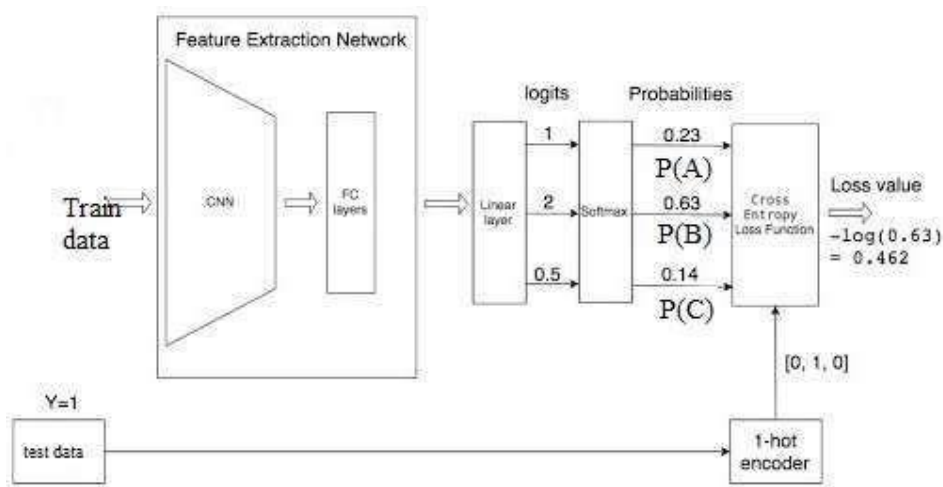 Feature Extraction Network
logits
Probabilities
1
0.23
P(A)
Train
data
CNN
FC
layers
Linear
layer
2
Softmax
0.63
P(B)
Cross
Entropy
Loss Function
Loss value
-log(0.63)
= 0.462
0.5
0.14
P(C)
[0, 1, 0]
Y=1
test data
1-hot
encoder